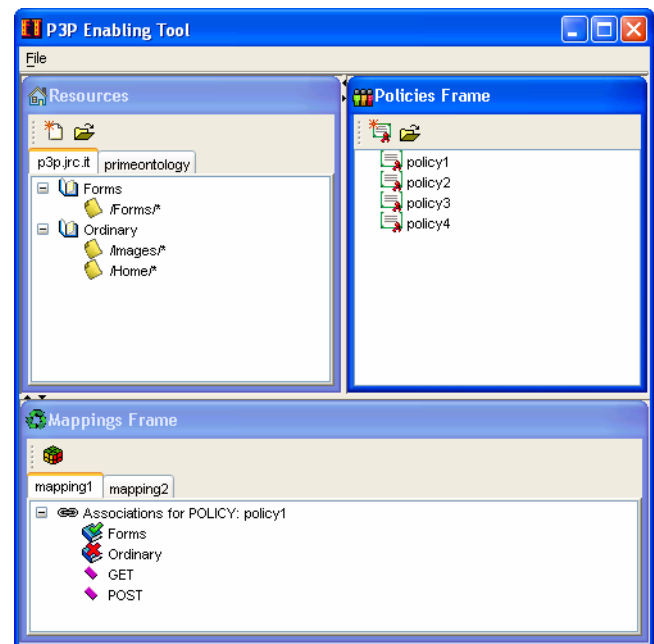 P3P Enabling Tool
File
Resources
p3p.jrc.it primeontology
Forms
/Forms/*
Ordinary
/Images/*
/Home/*
Policies Frame
policy1
policy2
policy3
policy4
Mappings Frame
mapping1 mapping2
Associations for POLICY: policy1
Forms
Ordinary
GET
POST